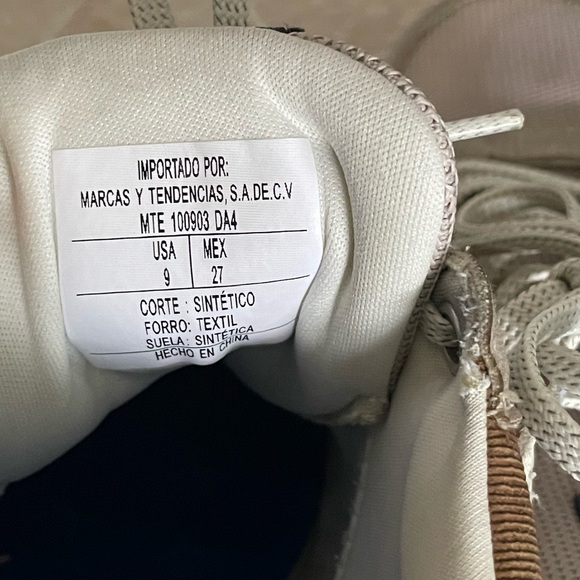 IMPORTADO POR:
MARCAS Y TENDENCIAS, S.A.DE.C.V
MTE 100903 DA4
USA MEX
9 27
CORTE : SINTÉTICO
FORRO: TEXTIL
SUELA: SINTÉTICA
HECHO EN CHINA